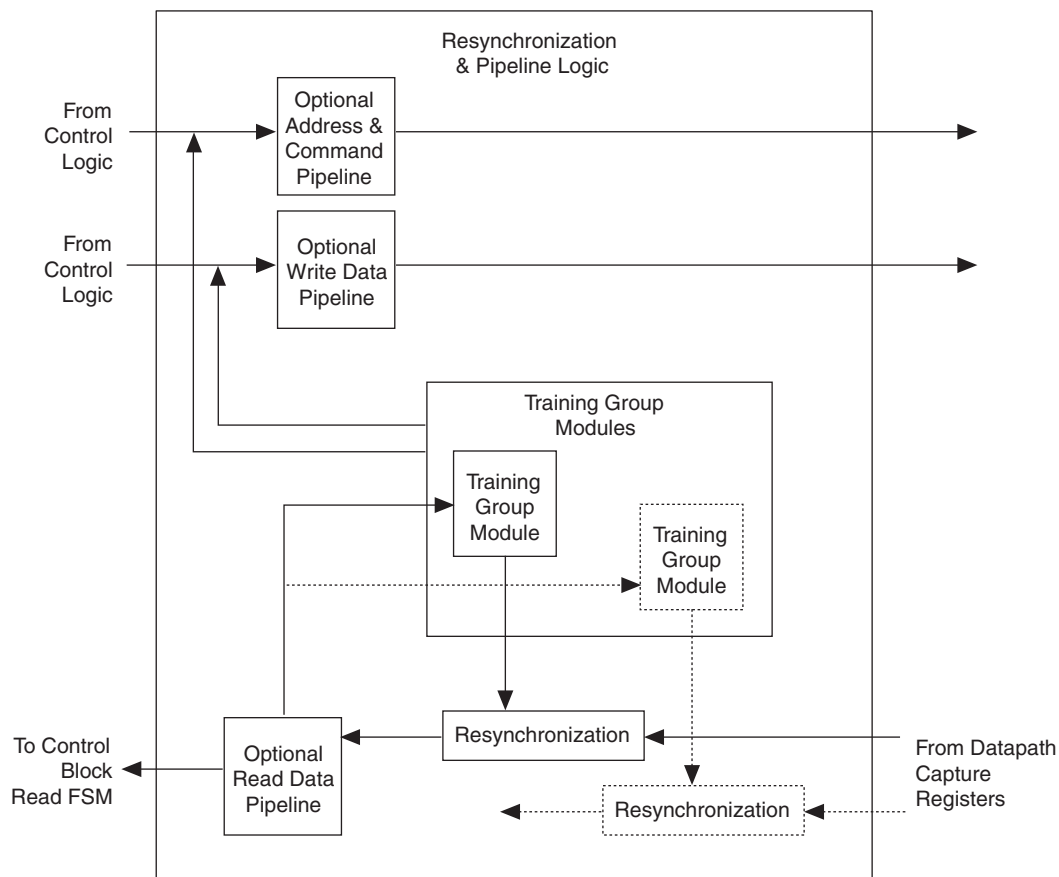 Resynchronization
& Pipeline Logic
From
Control
Logic
Optional
Address &
Command
Pipeline
From
Control
Logic
Optional
Write Data
Pipeline
Training Group
Modules
Training
Group
Module
Training
Group
Module
To Control
Block
Read FSM
Optional
Read Data
Pipeline
Resynchronization
Resynchronization
From Datapath
Capture
Registers